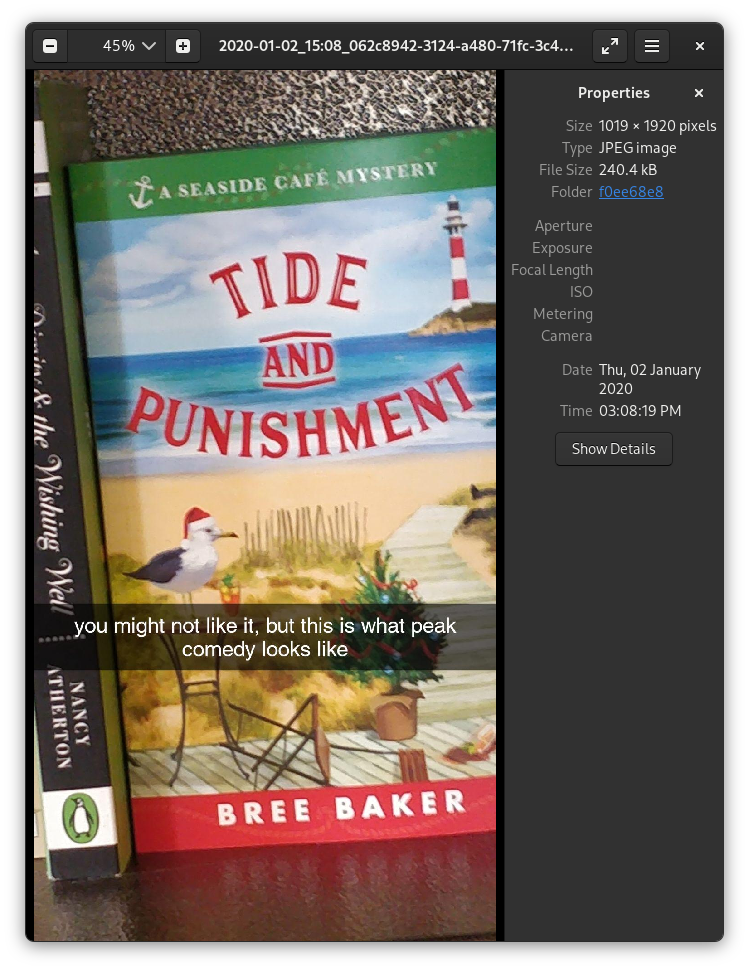 45%
2020-01-02_15:08_062c8942-3124-a480-71fc-3c4...
Properties
Size 1019 × 1920 pixels
Type JPEG image
File Size 240.4 kB
Folder f0ee68e8
Aperture
Exposure
Focal Length
ISO
Metering
Camera
Date Thu, 02 January
2020
Time 03:08:19 PM
Show Details
A SEASIDE CAFÉ MYSTERY
TIDE
AND
PUNISHMENT
you might not like it, but this is what peak
comedy looks like
BREE BAKER
& the Wishing Well
NANCY
ATHERTON